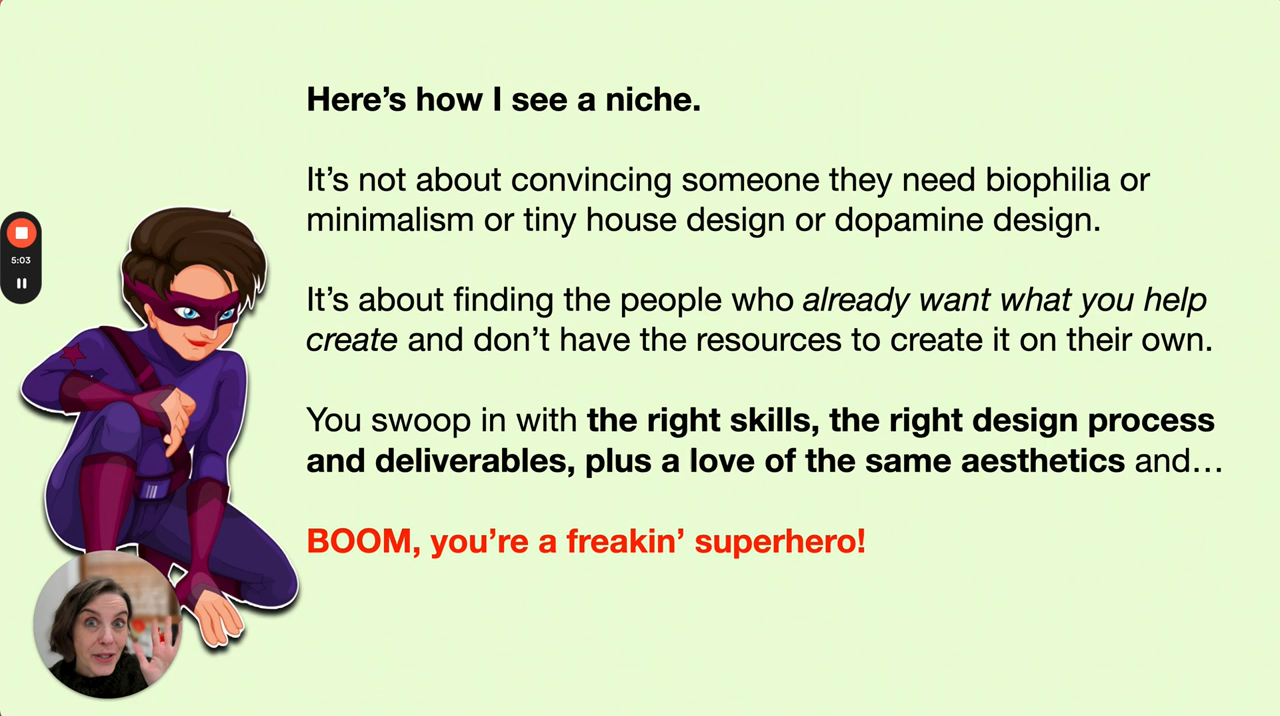 Here’s how I see a niche.
It’s not about convincing someone they need biophilia or
minimalism or tiny house design or dopamine design.
It’s about finding the people who already want what you help
create and don’t have the resources to create it on their own.
You swoop in with the right skills, the right design process
and deliverables, plus a love of the same aesthetics and…
BOOM, you’re a freakin’ superhero!
5:03